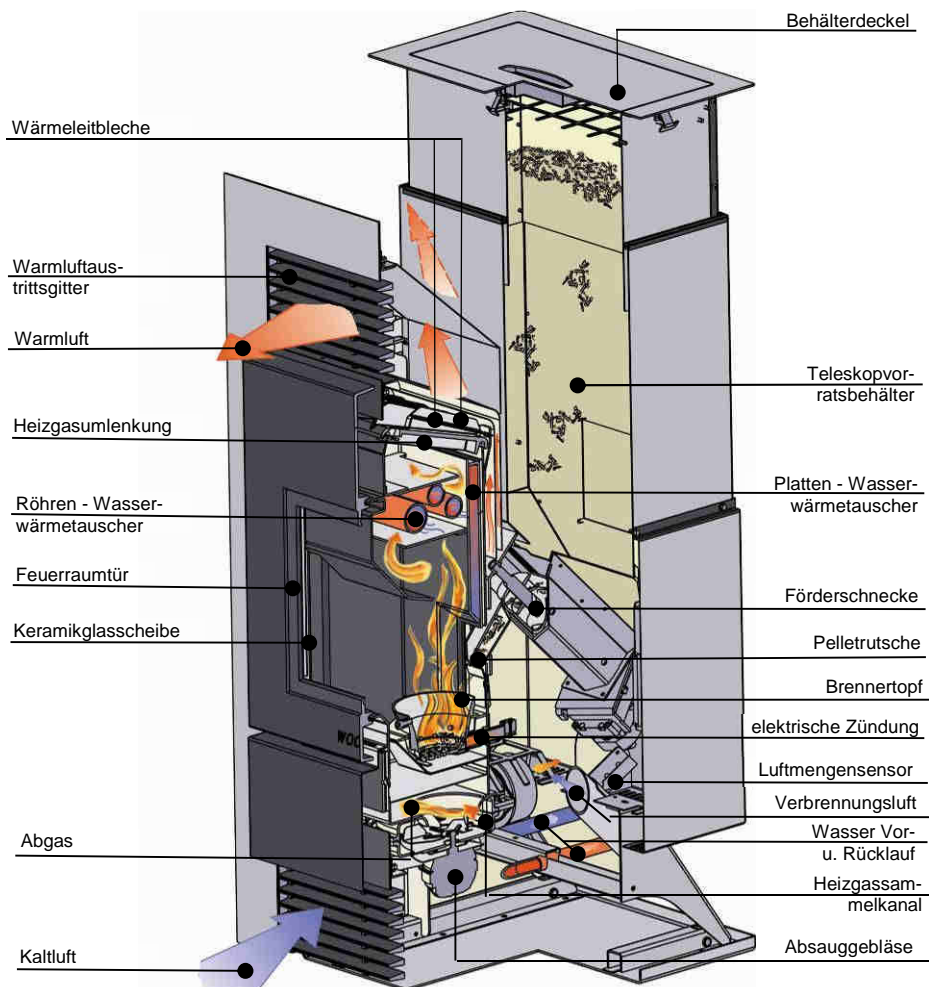 Behälterdeckel
Wärmeleitbleche
Warmluftaus-
trittsgitter
Warmluft
Teleskopvor-
ratsbehälter
Heizgasumlenkung
Röhren - Wasser-
wärmetauscher
Platten - Wasser-
wärmetauscher
Feuerraumtür
Förderschnecke
Keramikglasscheibe
Pelletrutsche
Brennertopf
elektrische Zündung
WOO
Luftmengensensor
Verbrennungsluft
Abgas
Wasser Vor-
u. Rücklauf
Heizgassam-
melkanal
Absauggebläse
Kaltluft